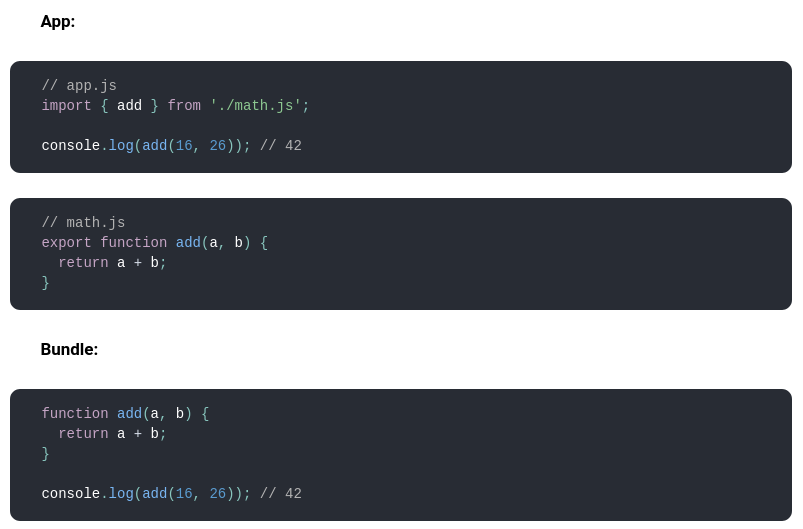 App:
// app.js
import { add } from './math.js';
console.log(add(16, 26)); // 42
// math.js
export function add(a, b) {
  return a + b;
}
Bundle:
function add(a, b) {
  return a + b;
}
console.log(add(16, 26)); // 42